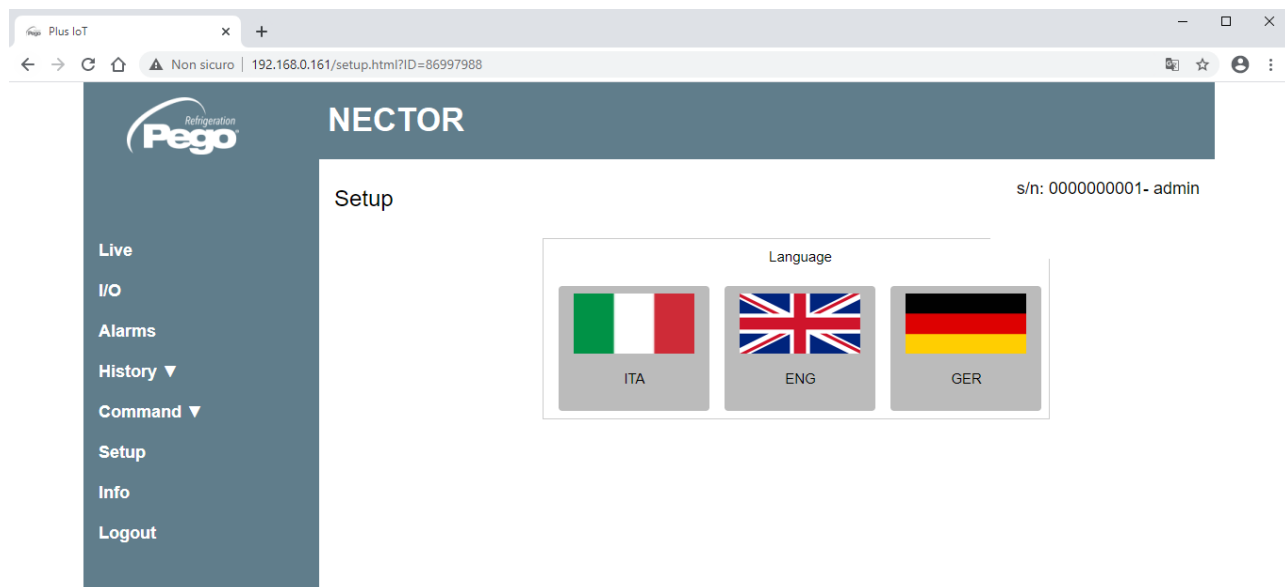 Plus IoT
Non sicuro | 192.168.0.161/setup.html?ID=86997988
Refrigeration
Pego
NECTOR
Setup
s/n: 0000000001- admin
Live
I/O
Alarms
History ▼
Command ▼
Setup
Info
Logout
Language
ITA ENG GER